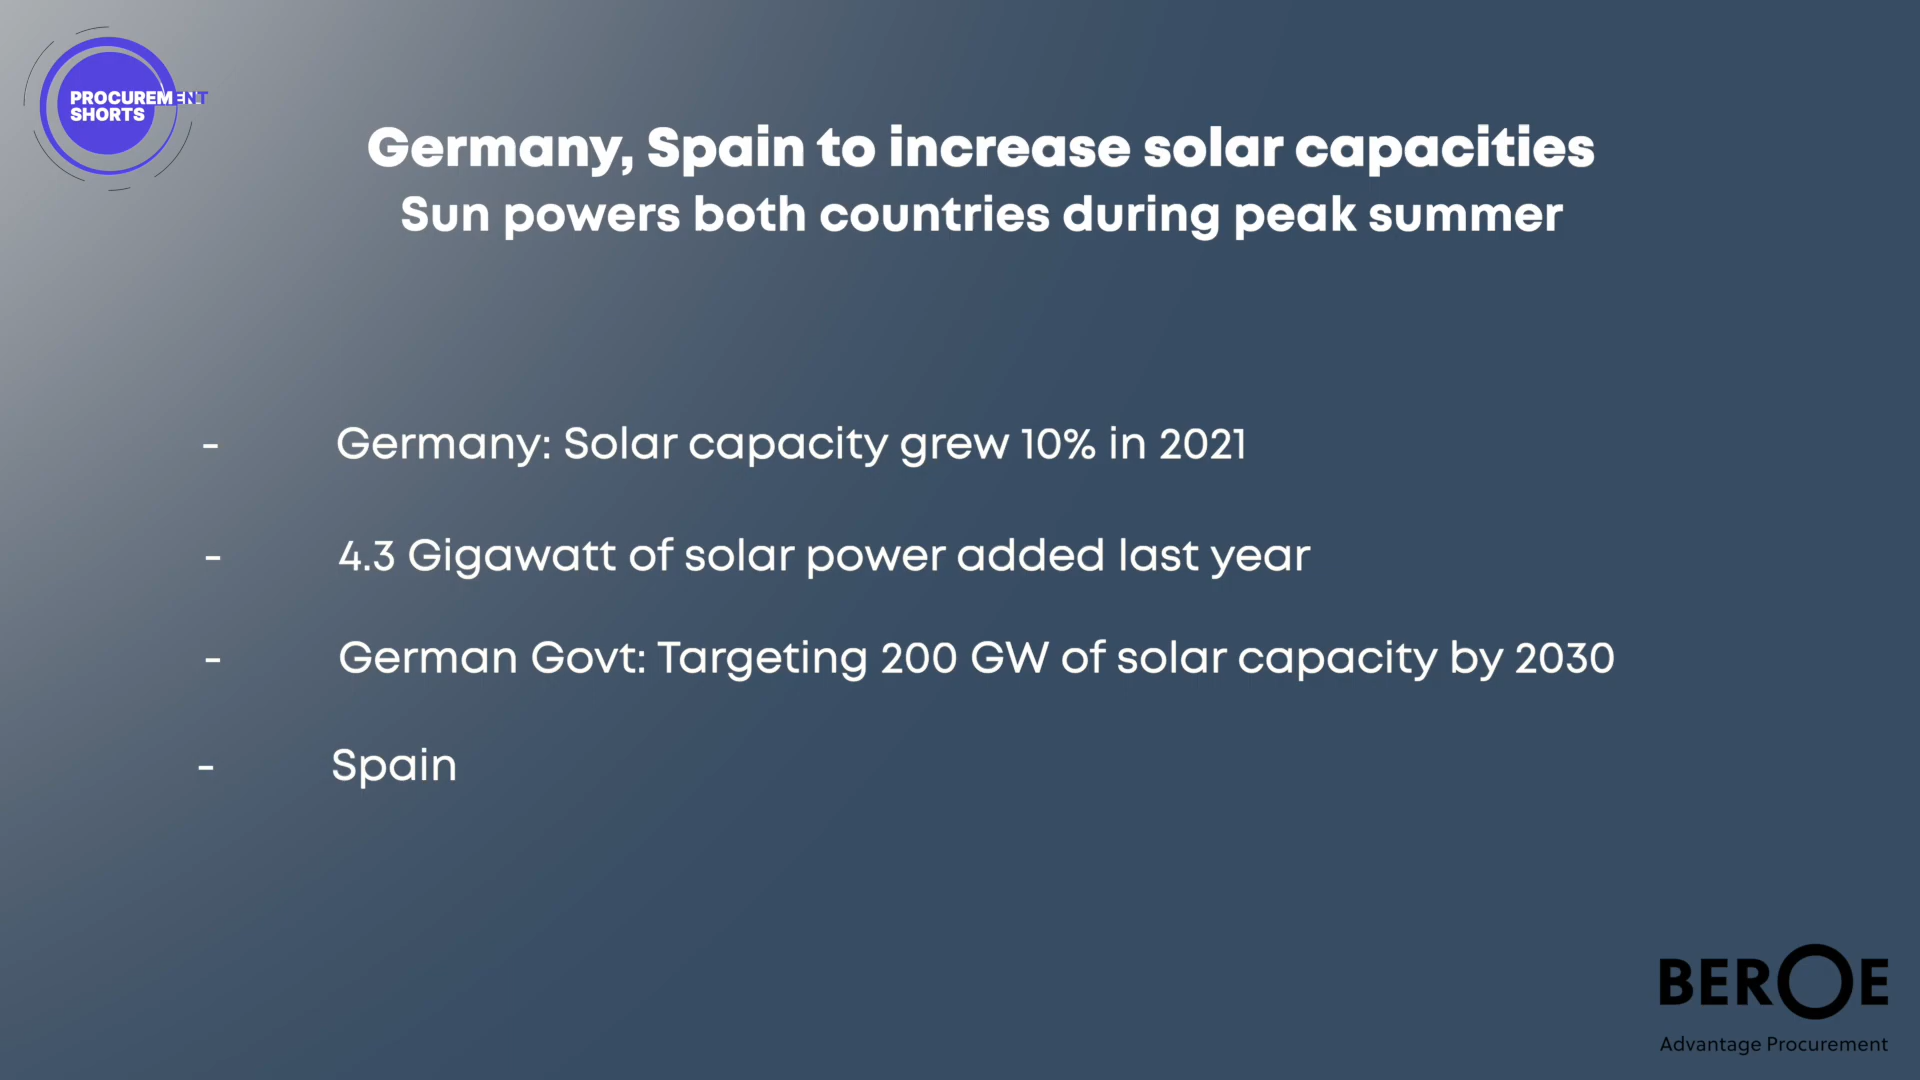 PROCUREMENT
SHORTS
Germany, Spain to increase solar capacities
Sun powers both countries during peak summer
- Germany: Solar capacity grew 10% in 2021
- 4.3 Gigawatt of solar power added last year
- German Govt: Targeting 200 GW of solar capacity by 2030
- Spain
BEROE
Advantage Procurement